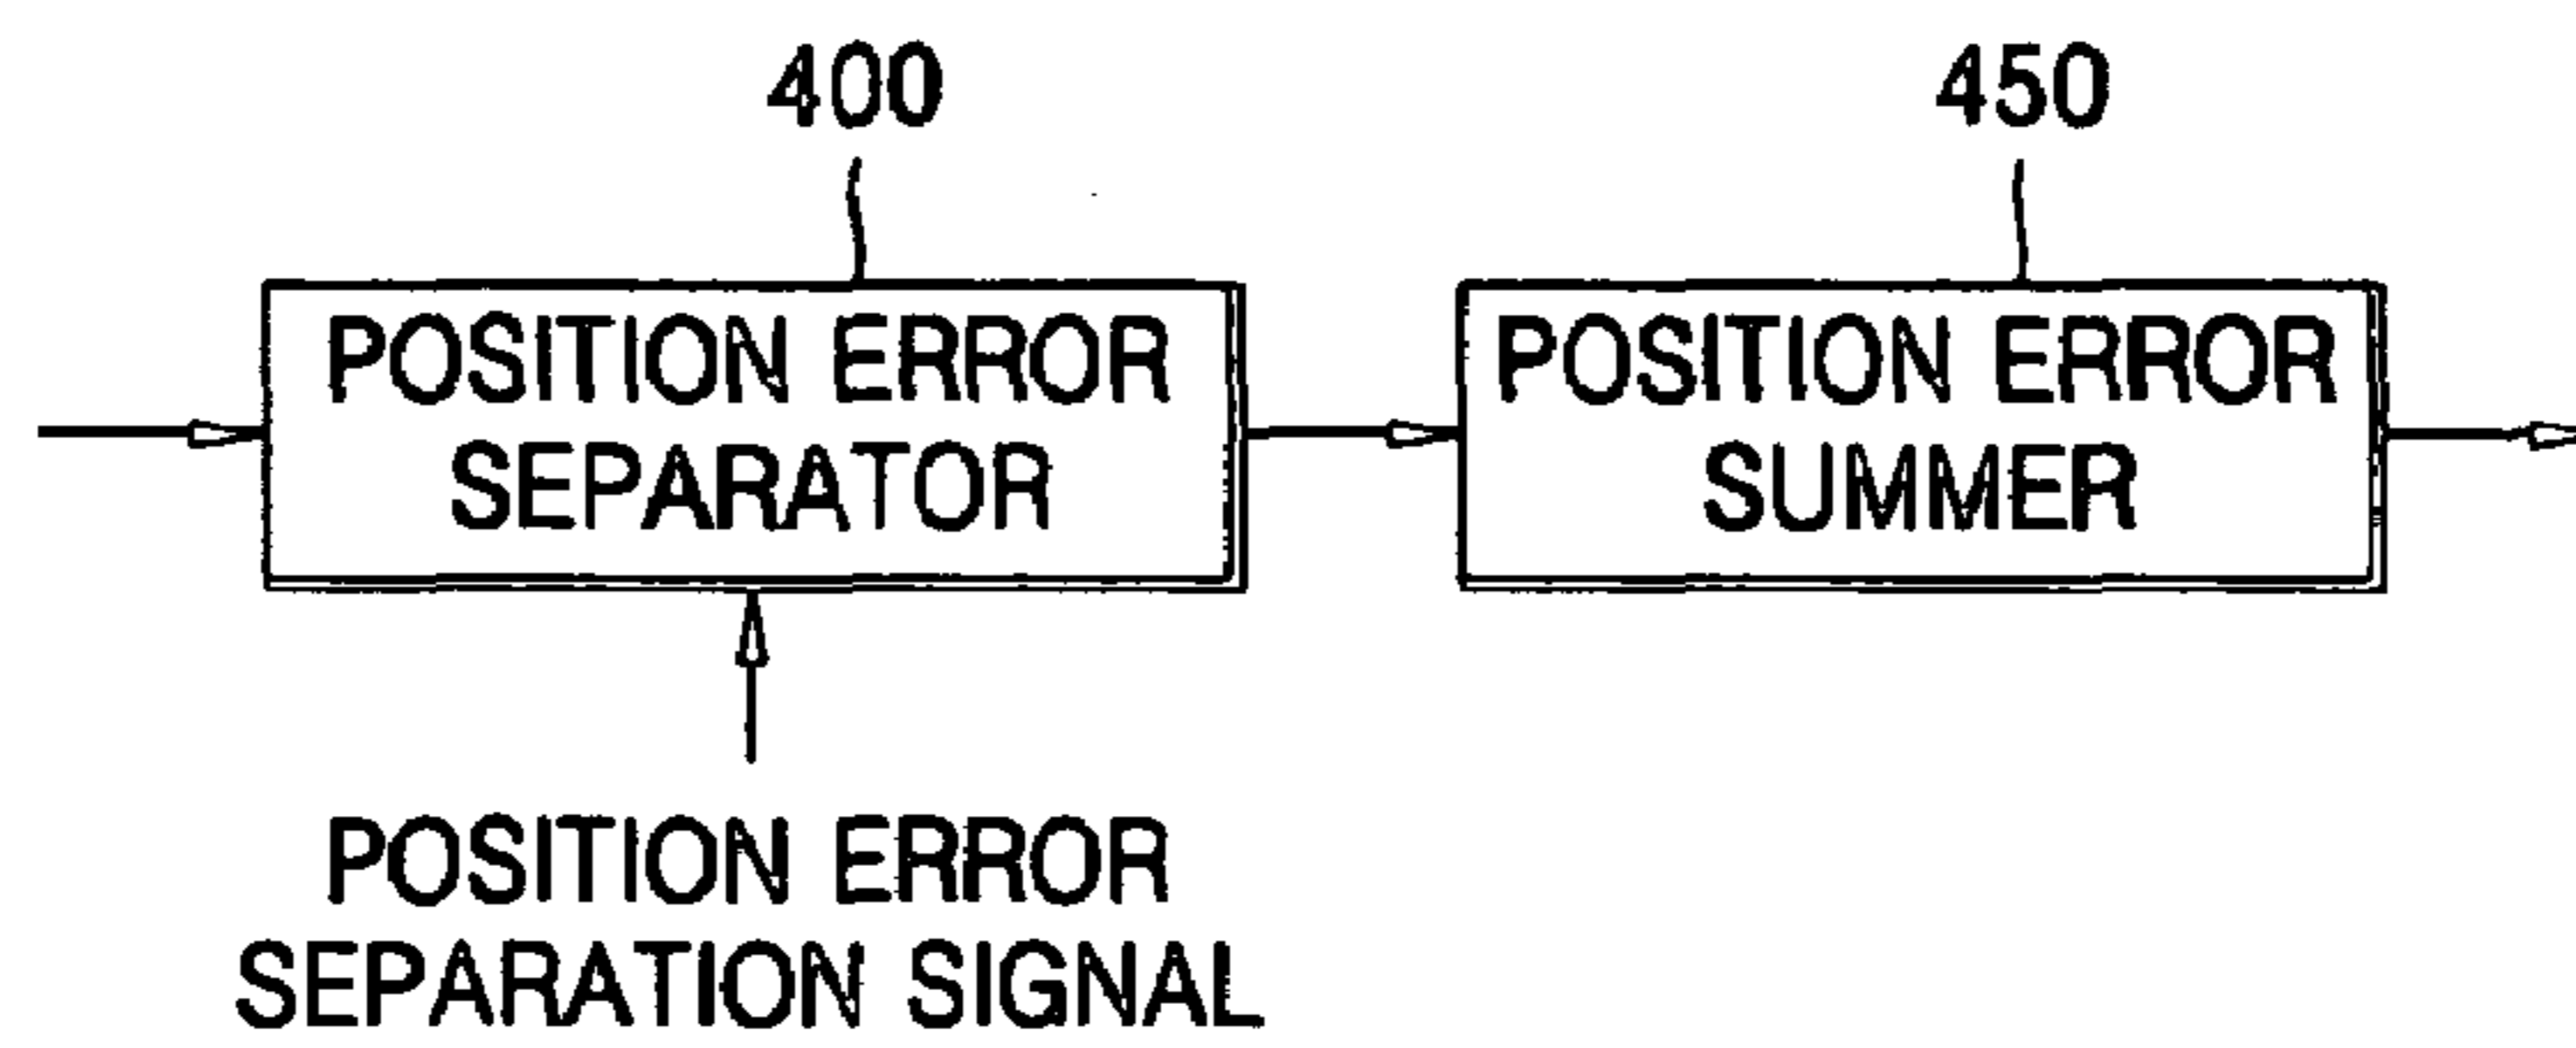 400
450
POSITION ERROR
SEPARATOR
POSITION ERROR
SUMMER
POSITION ERROR
SEPARATION SIGNAL